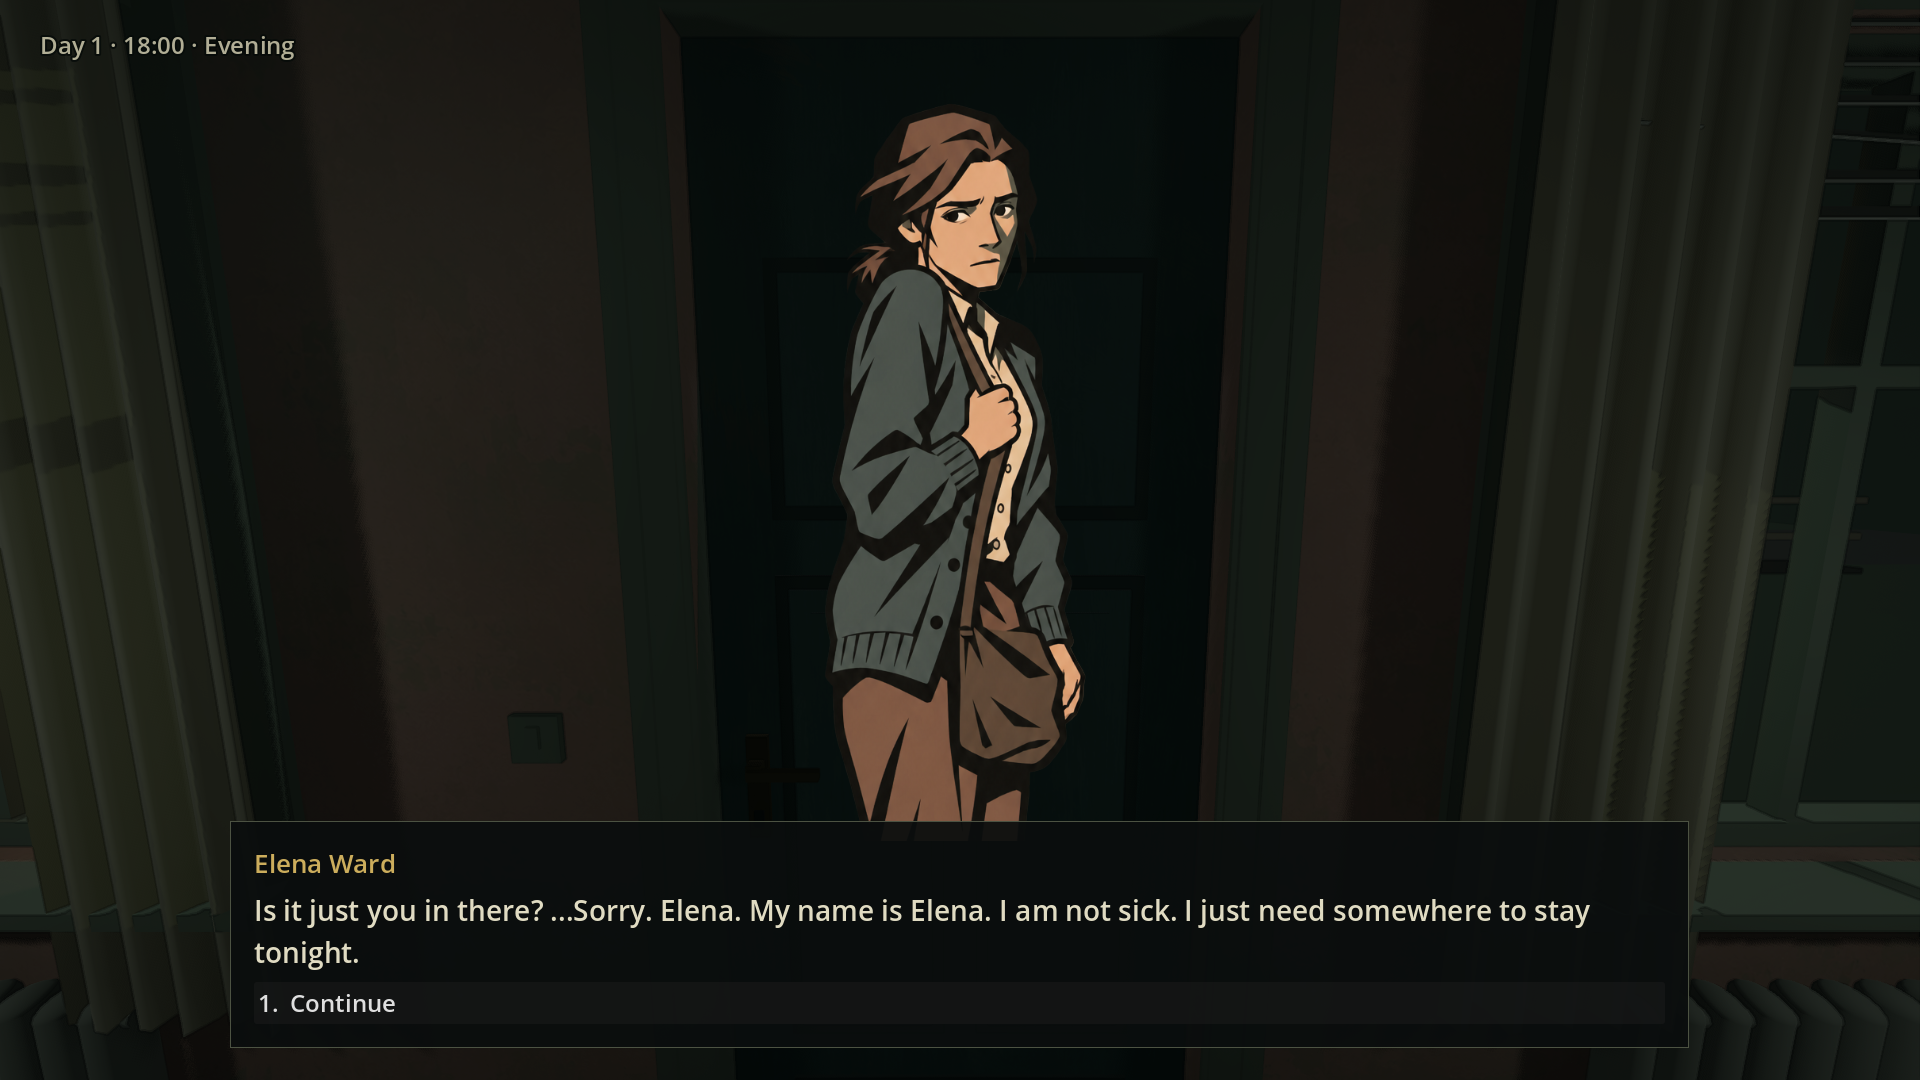 Day 1 · 18:00 · Evening
Elena Ward
Is it just you in there? ...Sorry. Elena. My name is Elena. I am not sick. I just need somewhere to stay
tonight.
1. Continue